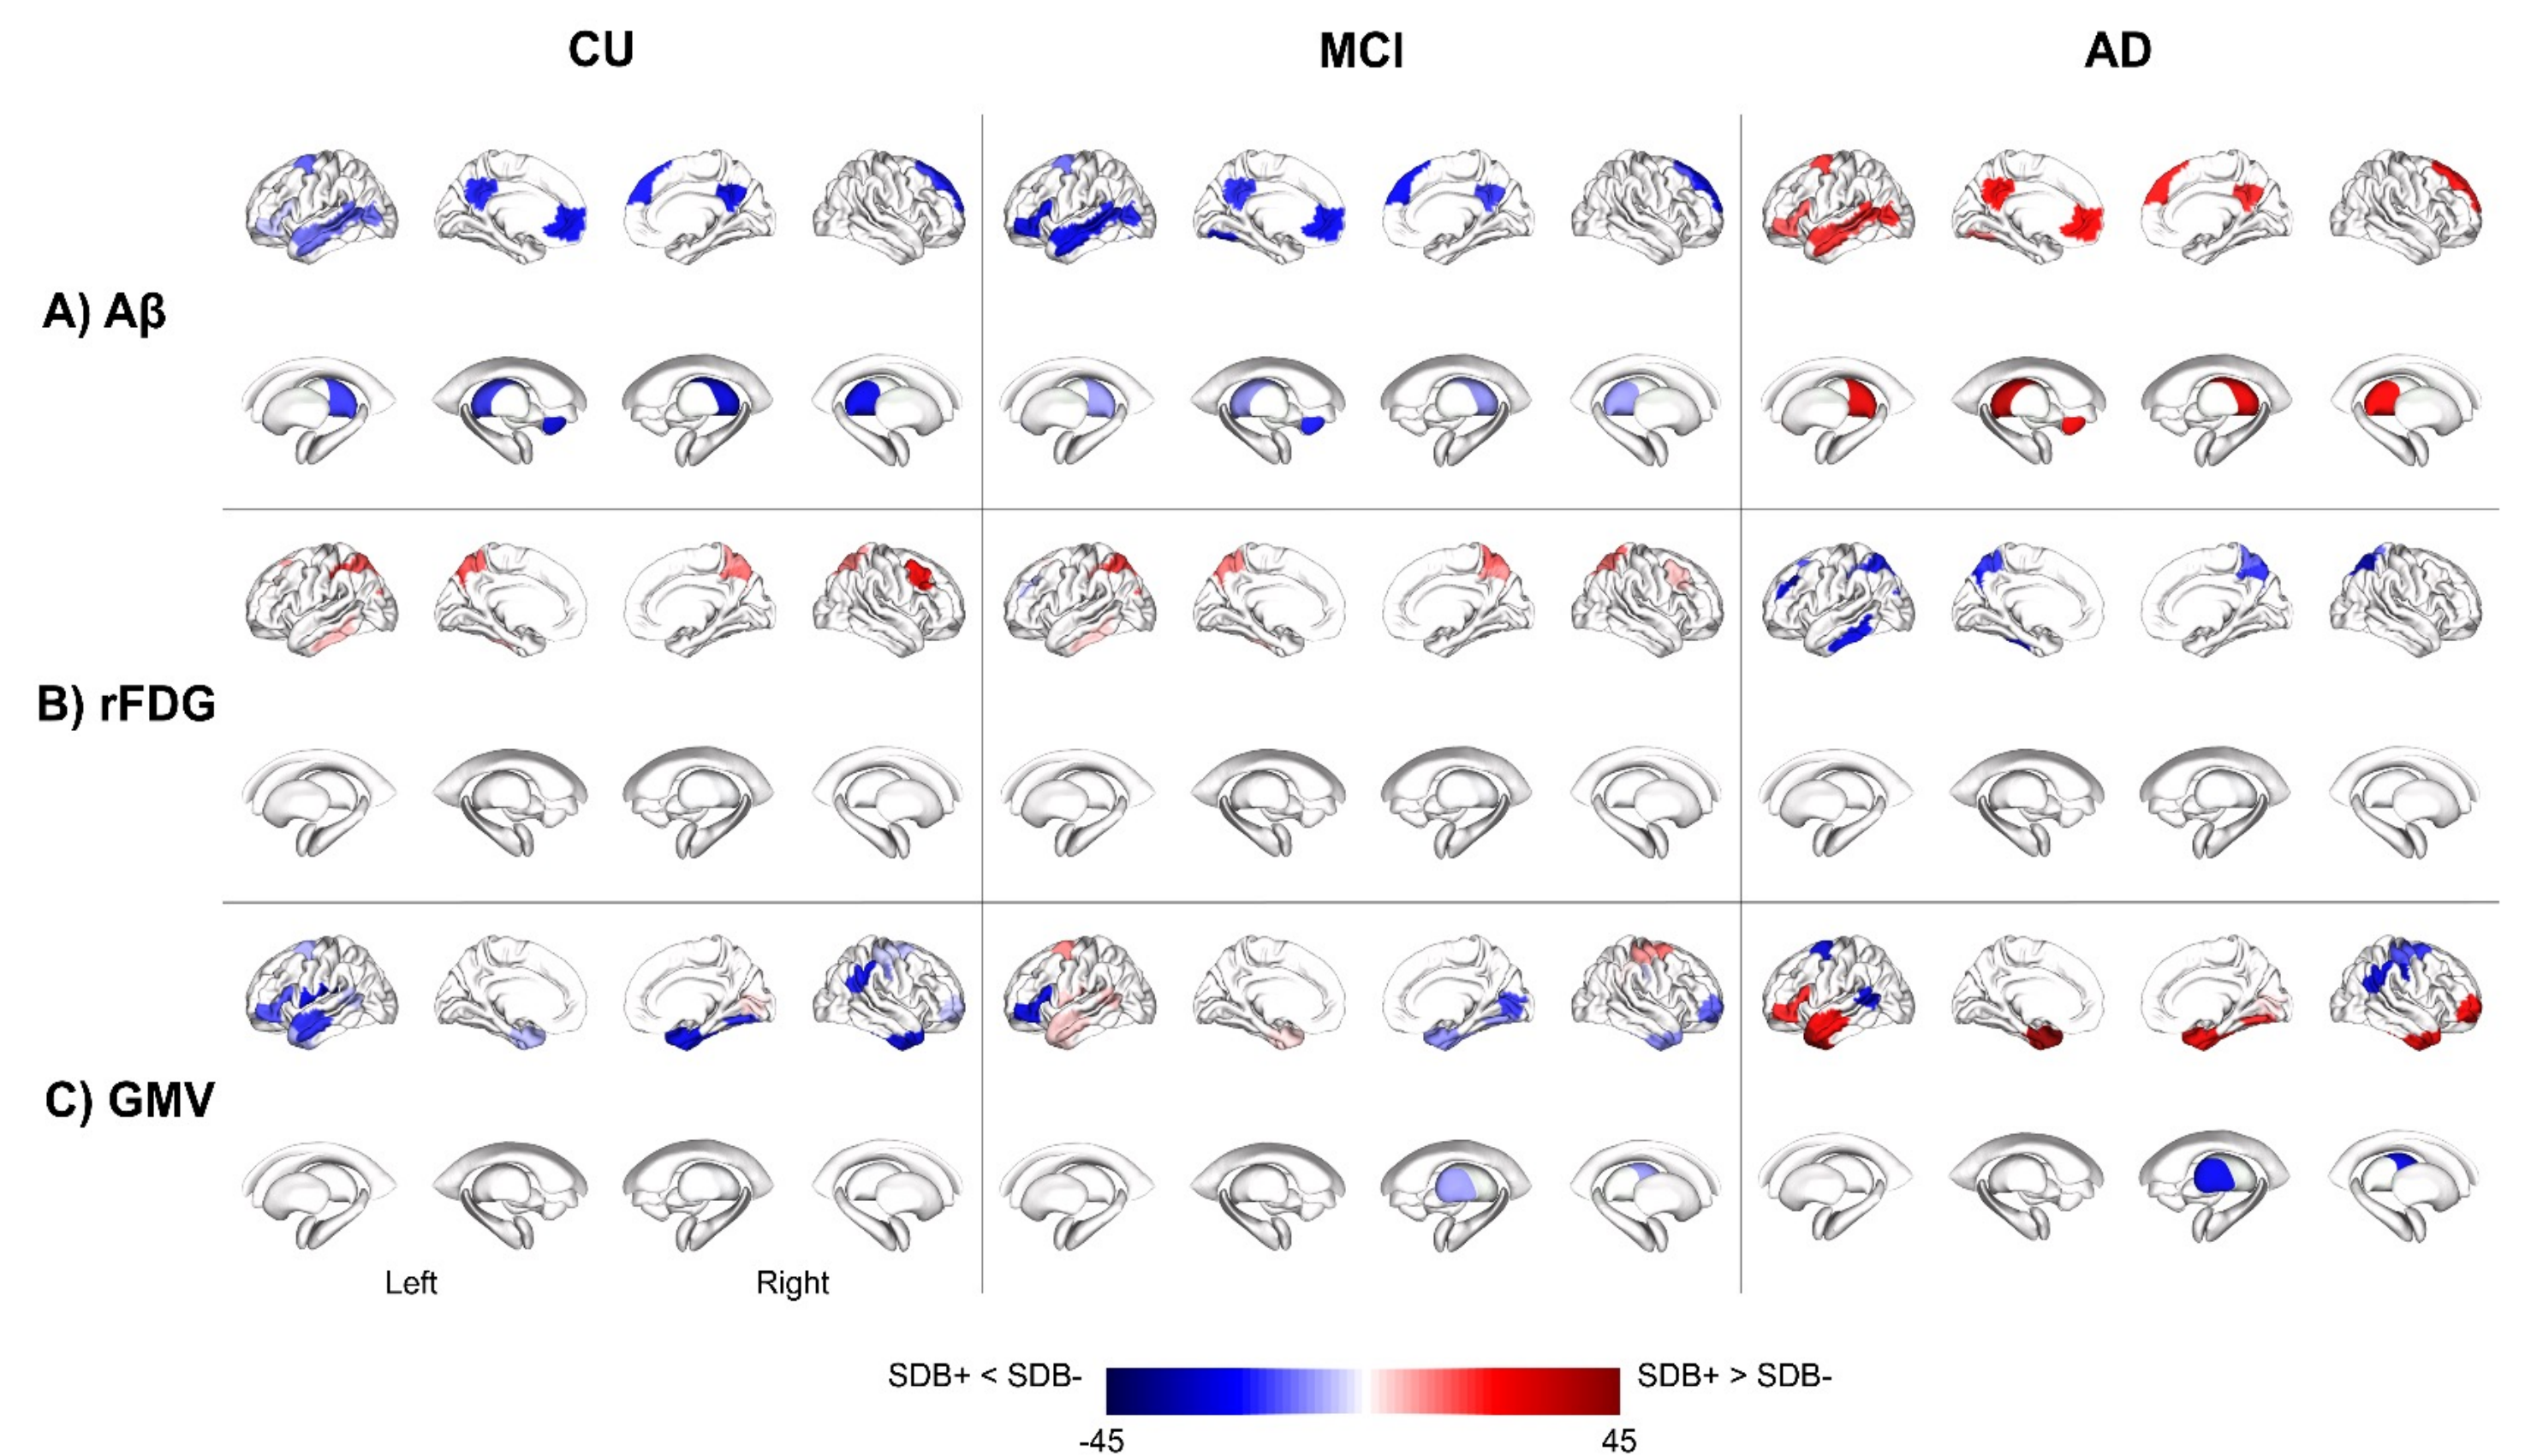 CU MCI AD
A) Aβ
B) rFDG
C) GMV
Left Right
SDB+ < SDB- SDB+ > SDB-
-45 45